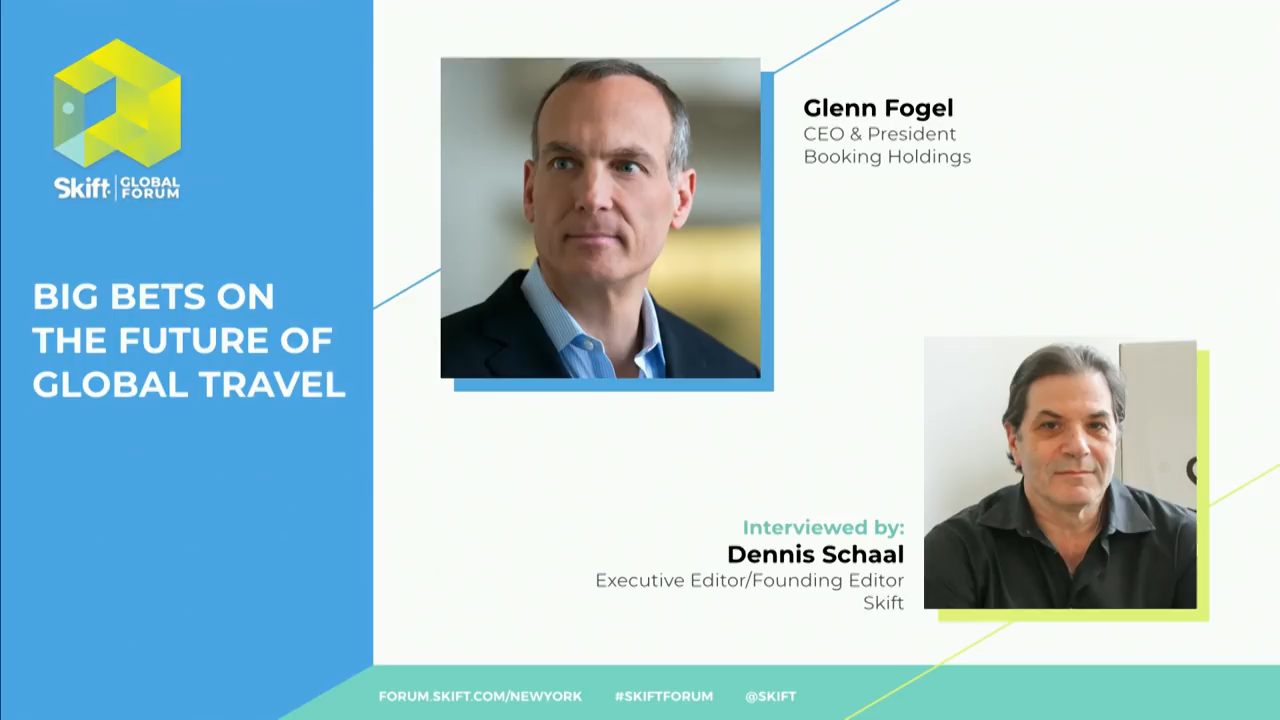 Skift
GLOBAL
FORUM
BIG BETS ON
THE FUTURE OF
GLOBAL TRAVEL
Glenn Fogel
CEO & President
Booking Holdings
Interviewed by:
Dennis Schaal
Executive Editor/Founding Editor
Skift
FORUM.SKIFT.COM/NEWYORK #SKIFTFORUM @SKIFT